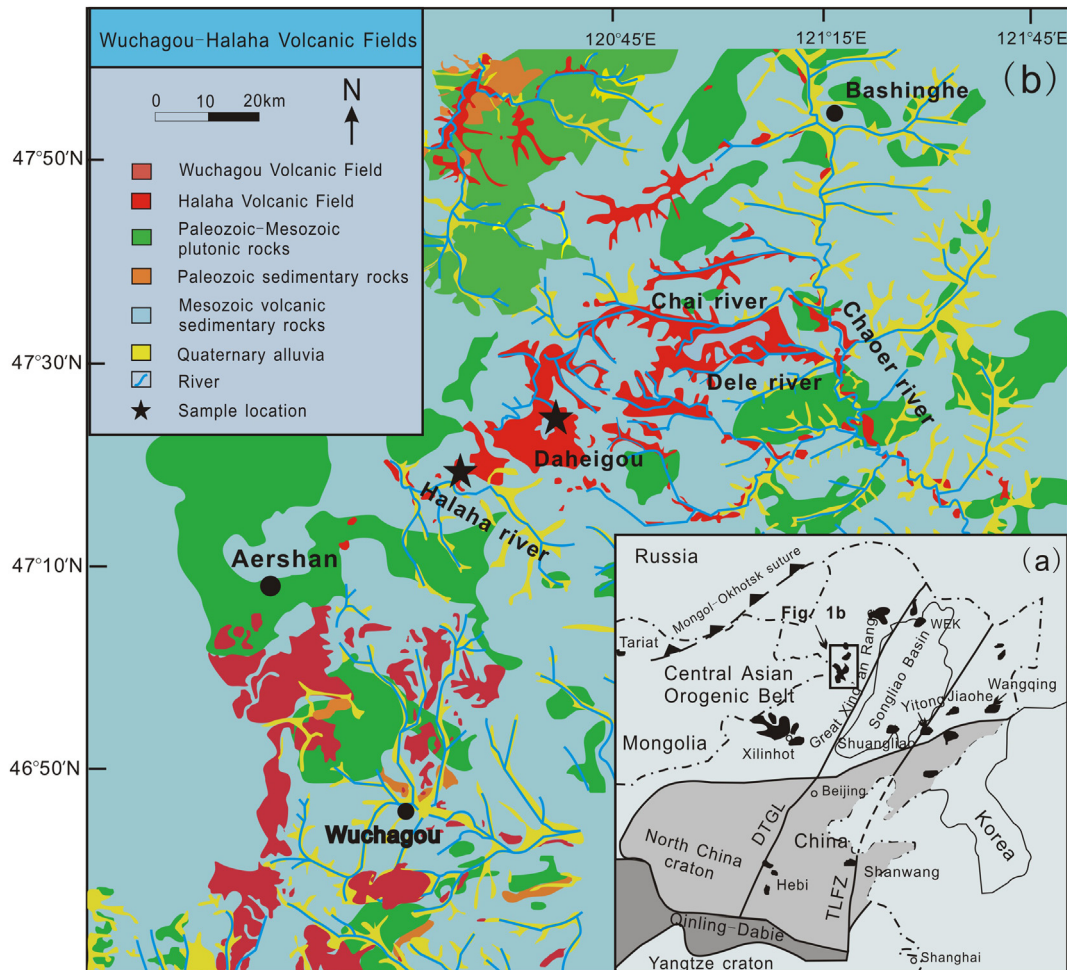 Wuchagou-Halaha Volcanic Fields
0 10 20km
N
Wuchagou Volcanic Field
Halaha Volcanic Field
Paleozoic-Mesozoic
plutonic rocks
Paleozoic sedimentary rocks
Mesozoic volcanic
sedimentary rocks
Quaternary alluvia
River
Sample location
120°45′E
121°15′E
121°45′E
(b)
47°50′N
47°30′N
47°10′N
46°50′N
Bashinghe
Chai river
Chaoer river
Dele river
Daheigou
Halaha river
Aershan
Wuchagou
(a)
Russia
Mongol-Okhotsk suture
Fig. 1b
Tariat
WEK
Central Asian
Orogenic Belt
Great Xing'an Range
Songliao Basin
Wangqing
Yitong
Jiaohe
Mongolia
Xilinhot
Shuangliao
Beijing
DTGL
North China
craton
China
Korea
Hebi
TLFZ
Shanwang
Qinling-Dabie
Yangtze craton
Shanghai